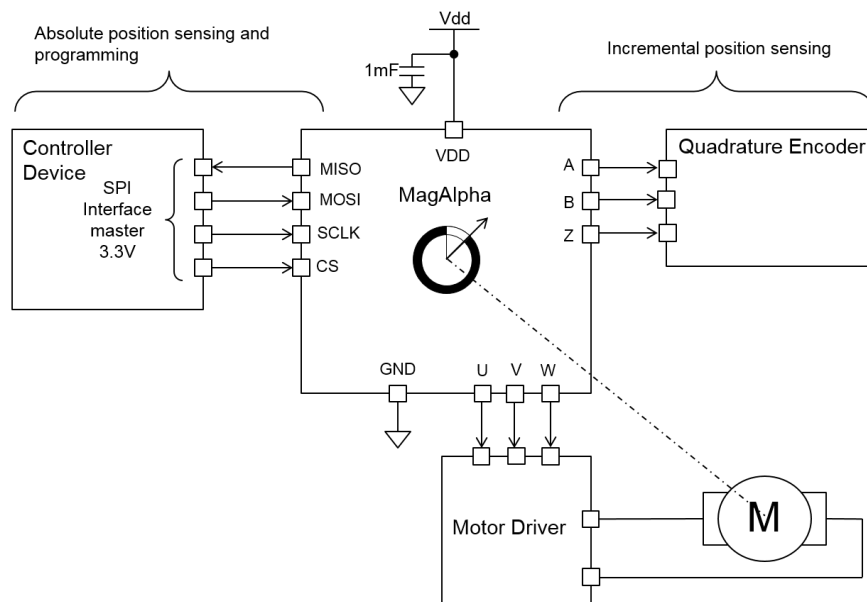 Absolute position sensing and
programming
Vdd
1mF
Incremental position sensing
Controller
Device
SPI
Interface
master
3.3V
MISO
MOSI
SCLK
CS
VDD
MagAlpha
A
B
Z
Quadrature Encoder
GND
U
V
W
Motor Driver
M